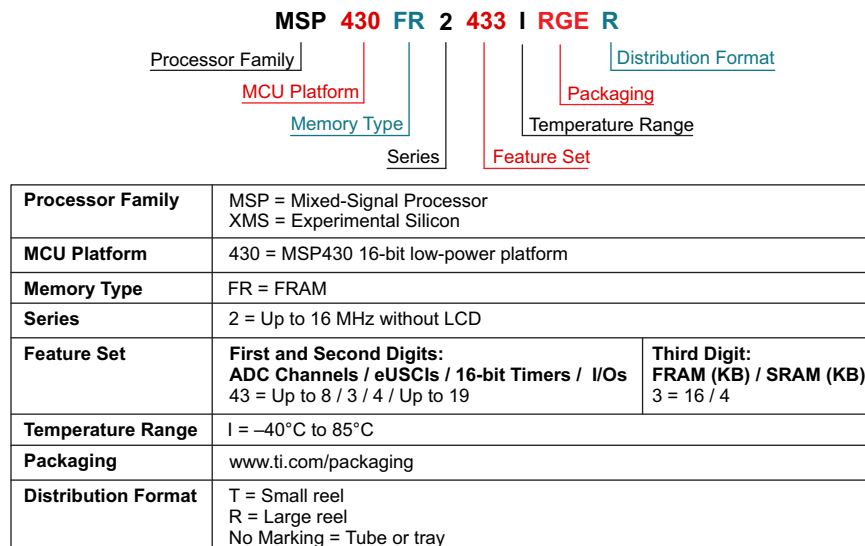 MSP 430 FR 2 433 I RGE R
Processor Family
Distribution Format
MCU Platform
Packaging
Memory Type
Temperature Range
Series
Feature Set
Processor Family
MSP = Mixed-Signal Processor
XMS = Experimental Silicon
MCU Platform
430 = MSP430 16-bit low-power platform
Memory Type
FR = FRAM
Series
2 = Up to 16 MHz without LCD
Feature Set
First and Second Digits:
ADC Channels / eUSCIs / 16-bit Timers / I/Os
43 = Up to 8 / 3 / 4 / Up to 19
Third Digit:
FRAM (KB) / SRAM (KB)
3 = 16 / 4
Temperature Range
I = –40°C to 85°C
Packaging
www.ti.com/packaging
Distribution Format
T = Small reel
R = Large reel
No Marking = Tube or tray